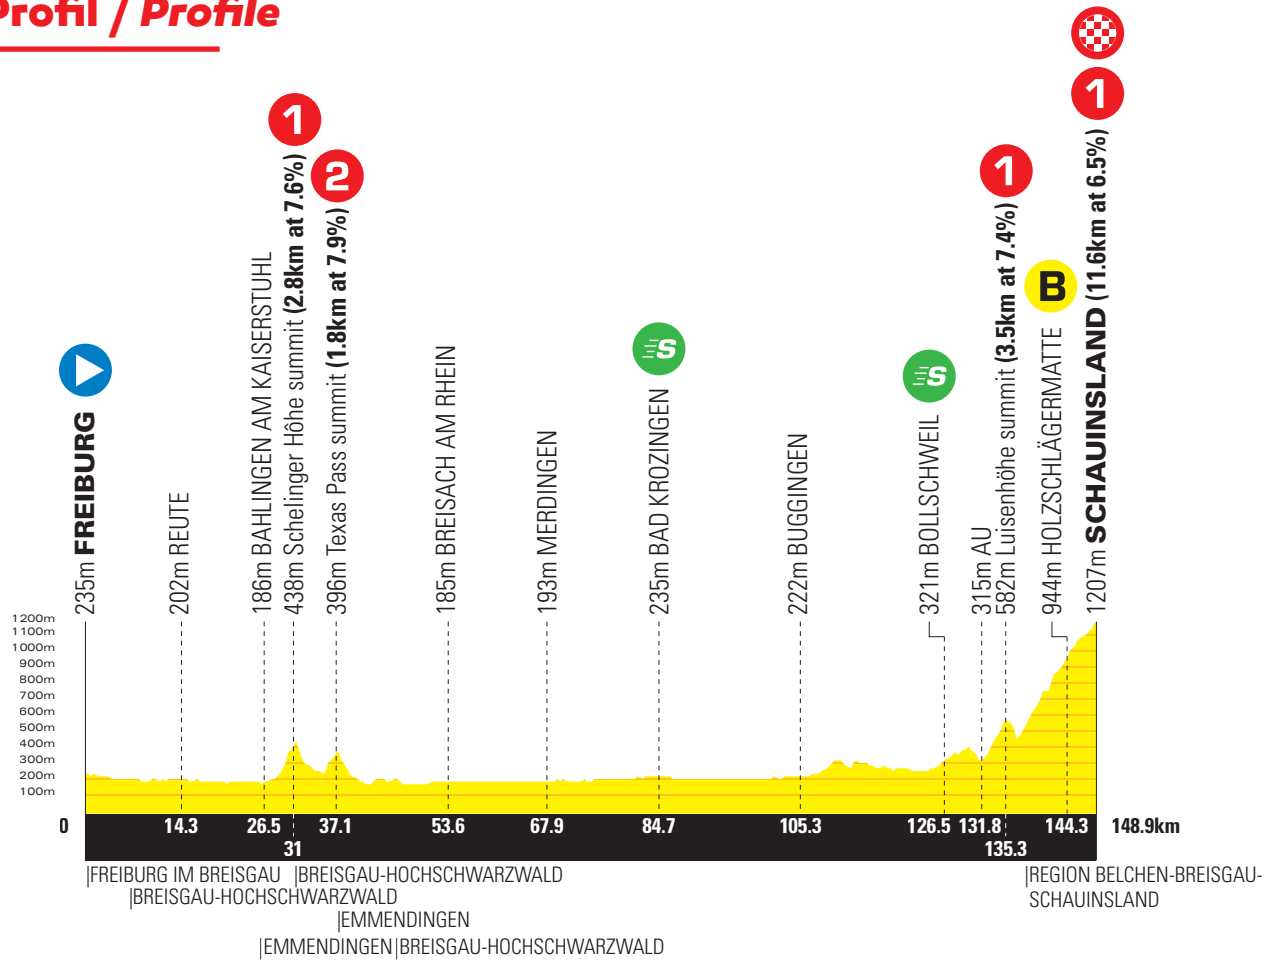 Profil / Profile
235m FREIBURG
202m REUTE
186m BAHLINGEN AM KAISERSTUHL
438m Schelinger Höhe summit (2.8km at 7.6%)
1
396m Texas Pass summit (1.8km at 7.9%)
2
185m BREISACH AM RHEIN
193m MERDINGEN
235m BAD KROZINGEN
S
222m BUGGINGEN
321m BOLLSCHWEIL
S
315m AU
582m Luisenhöhe summit (3.5km at 7.4%)
1
944m HOLZSCHLÄGERMATTE
B
1207m SCHAUINSLAND (11.6km at 6.5%)
1
1200m
1100m
1000m
900m
800m
700m
600m
500m
400m
300m
200m
100m
0 14.3 26.5 37.1 53.6 67.9 84.7 105.3 126.5 131.8 144.3 148.9km
31 135.3
|FREIBURG IM BREISGAU |BREISGAU-HOCHSCHWARZWALD |REGION BELCHEN-BREISGAU-
|BREISGAU-HOCHSCHWARZWALD SCHAUINSLAND
|EMMENDINGEN
|EMMENDINGEN|BREISGAU-HOCHSCHWARZWALD